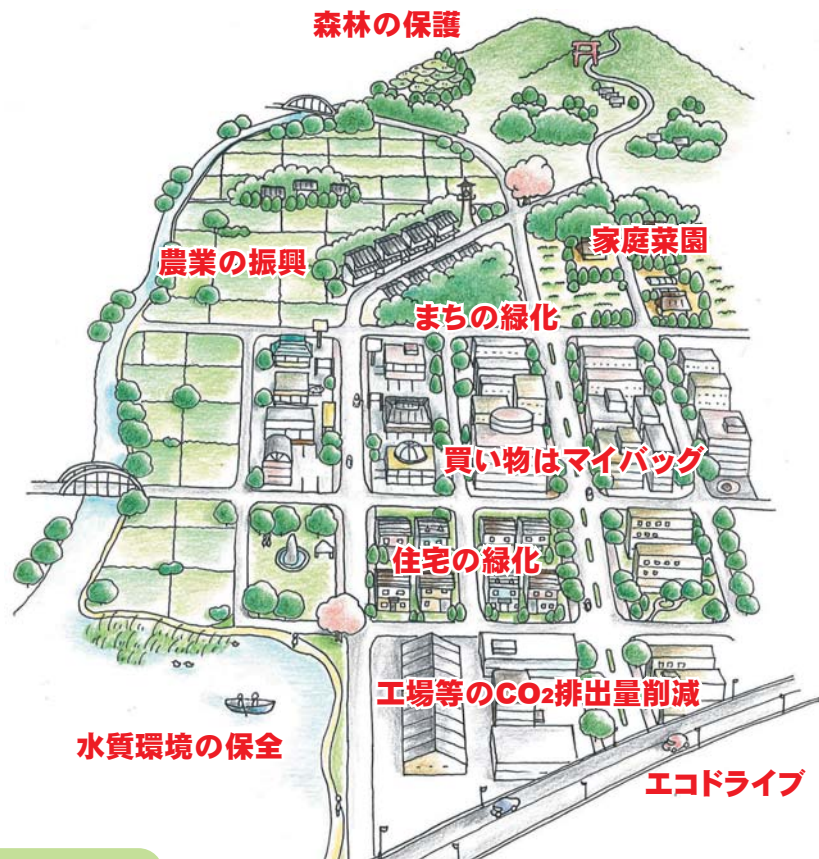 森林の保護
家庭菜園
農業の振興
まちの緑化
買い物はマイバッグ
住宅の緑化
工場等のCO₂排出量削減
水質環境の保全
エコドライブ